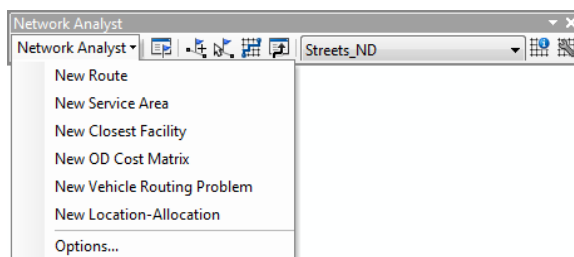 Network Analyst
Network Analyst Streets_ND
New Route
New Service Area
New Closest Facility
New OD Cost Matrix
New Vehicle Routing Problem
New Location-Allocation
Options...